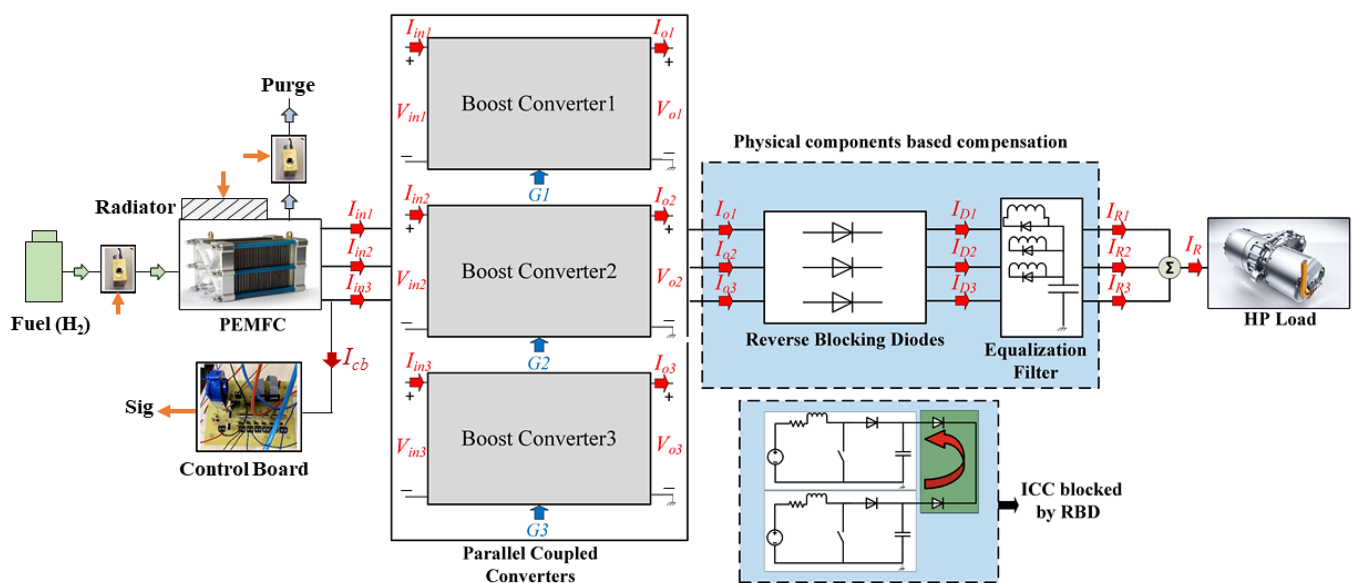 Purge
Radiator
Fuel (H2)
PEMFC
Iin1
Iin2
Iin3
Icb
Sig
Control Board
Iin1
+
Vin1
−
Boost Converter1
Io1
+
Vo1
G1
Iin2
+
Vin2
−
Boost Converter2
Io2
+
Vo2
G2
Iin3
+
Vin3
−
Boost Converter3
Io3
+
Vo3
G3
Parallel Coupled
Converters
Physical components based compensation
Io1
Io2
Io3
Reverse Blocking Diodes
ID1
ID2
ID3
Equalization
Filter
IR1
IR2
IR3
Σ
IR
HP Load
ICC blocked
by RBD